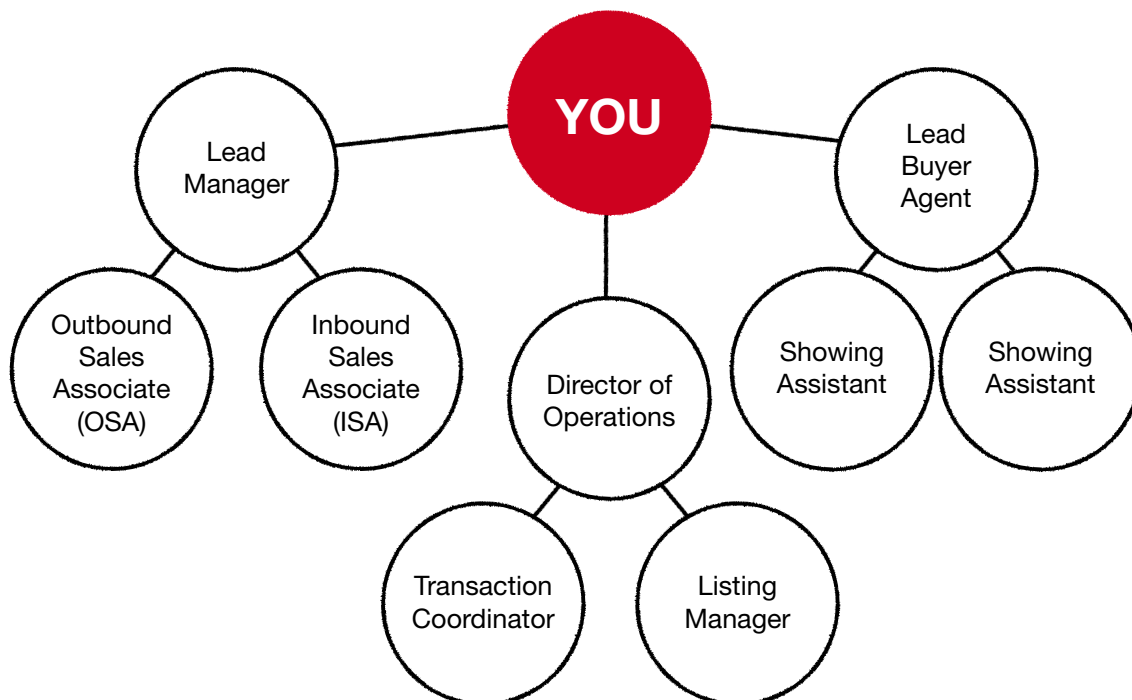 YOU
Lead
Manager
Lead
Buyer
Agent
Outbound
Sales
Associate
(OSA)
Inbound
Sales
Associate
(ISA)
Director of
Operations
Showing
Assistant
Showing
Assistant
Transaction
Coordinator
Listing
Manager